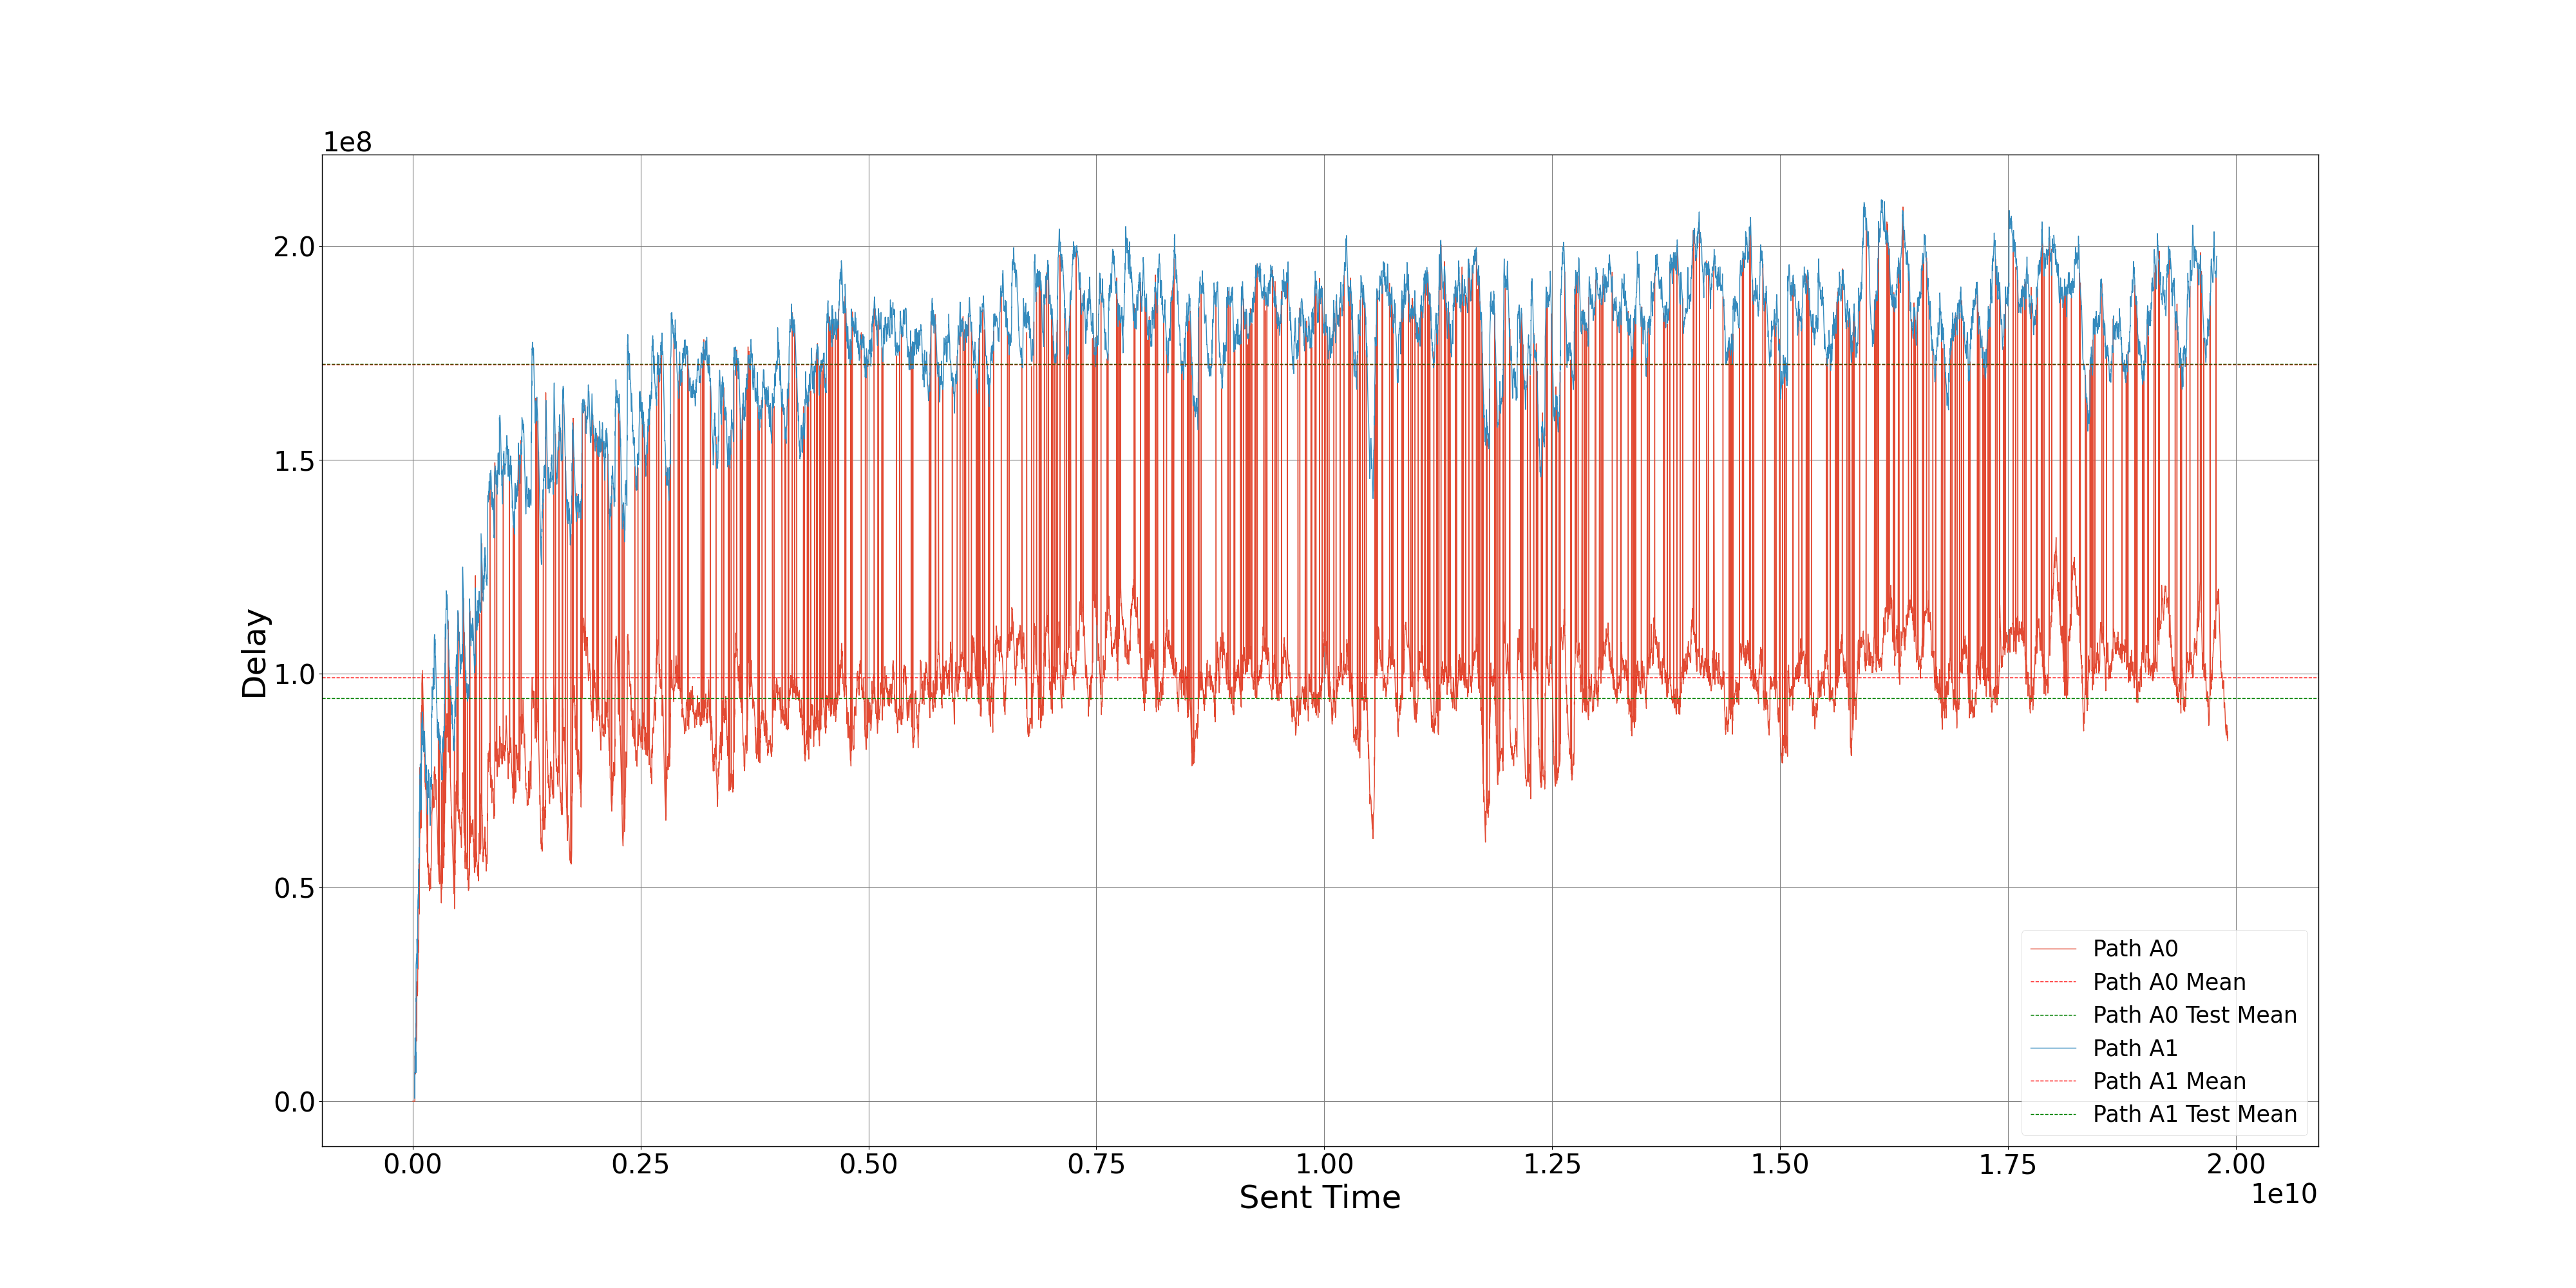 1e8
2.0
1.5
1.0
0.5
0.0
Delay
0.00 0.25 0.50 0.75 1.00 1.25 1.50 1.75 2.00
1e10
Sent Time
Path A0
Path A0 Mean
Path A0 Test Mean
Path A1
Path A1 Mean
Path A1 Test Mean